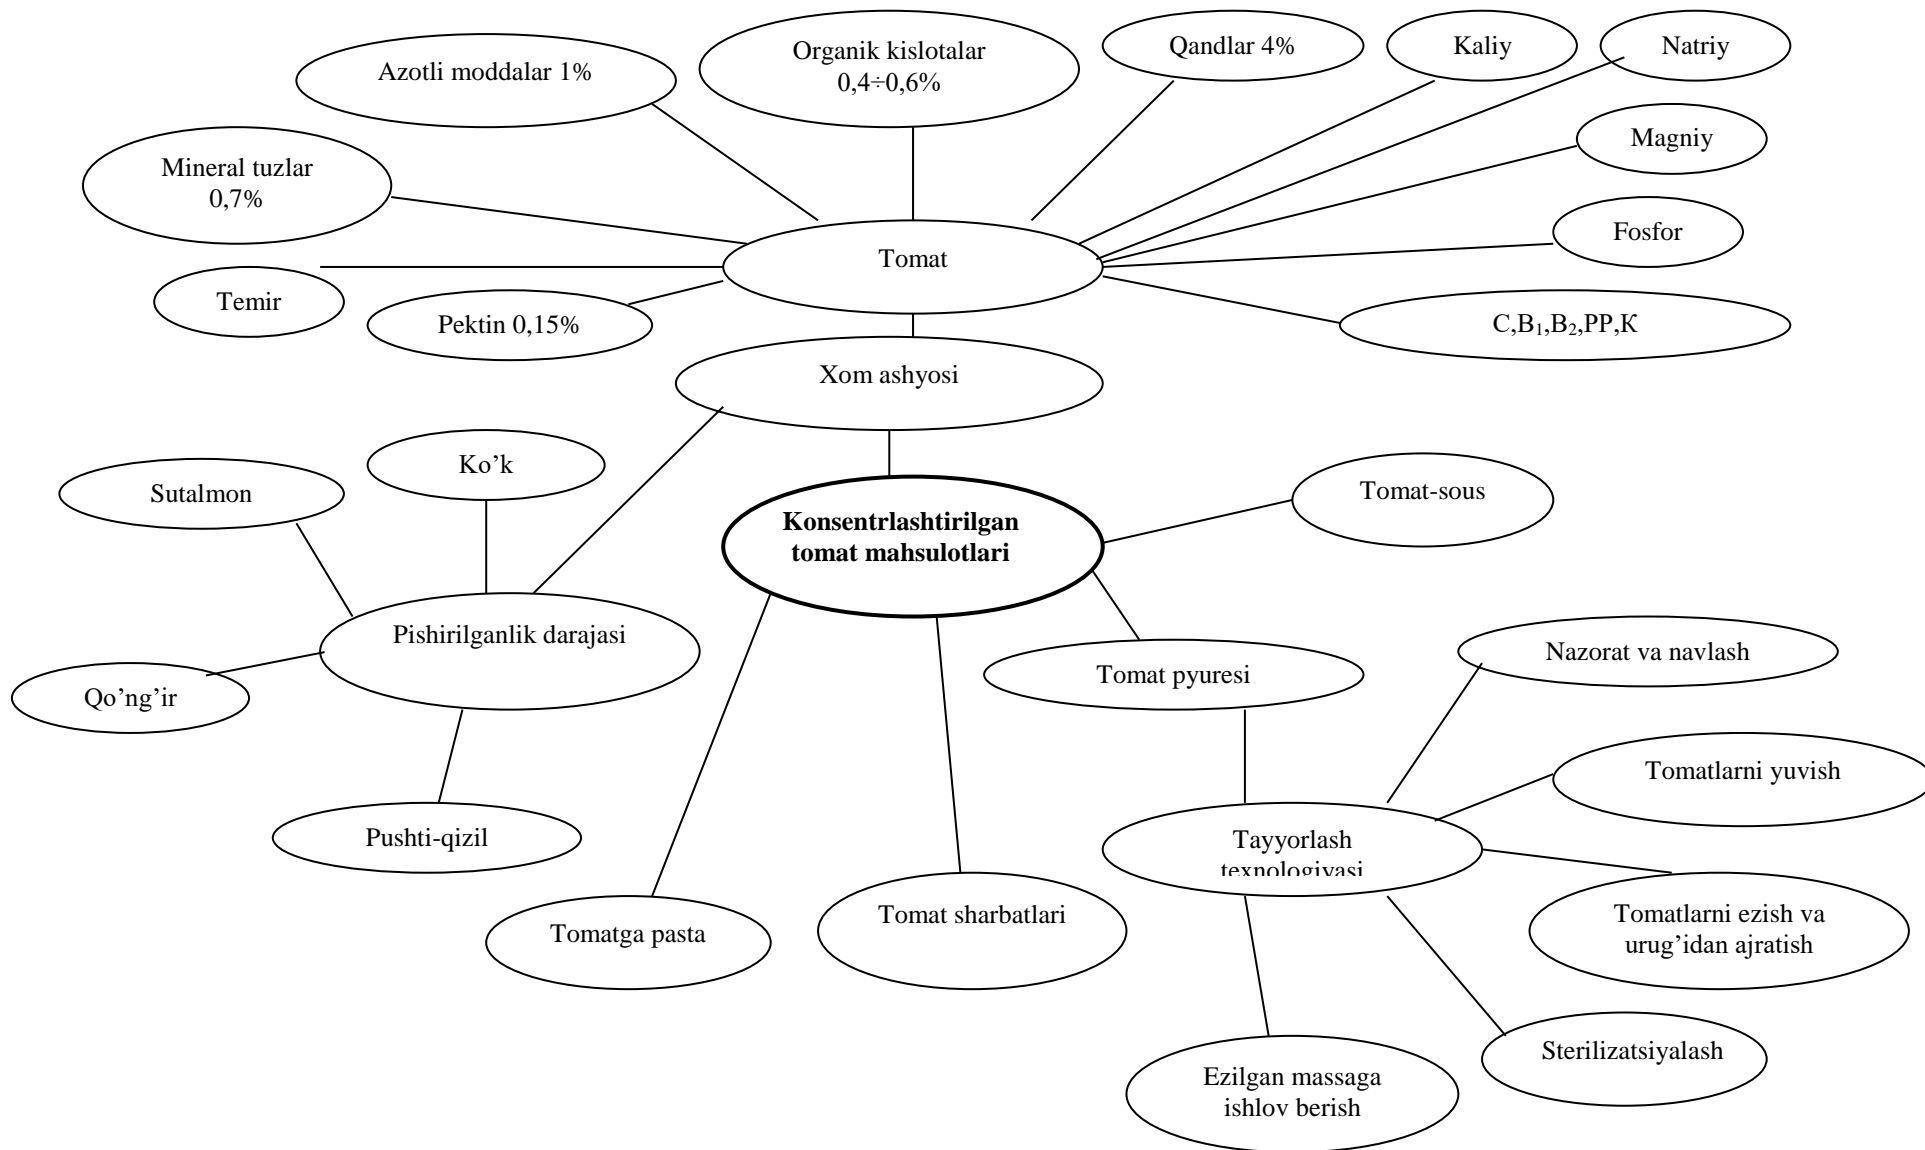 Azotli moddalar 1%
Organik kislotalar
0,4÷0,6%
Qandlar 4%
Kaliy
Natriy
Mineral tuzlar
0,7%
Magniy
Tomat
Fosfor
Temir
Pektin 0,15%
C,B₁,B₂,PP,K
Xom ashyosi
Sutalmon
Ko’k
Tomat-sous
Konsentrlashtirilgan
tomat mahsulotlari
Pishirilganlik darajasi
Qo’ng’ir
Tomat pyuresi
Nazorat va navlash
Tomatlarni yuvish
Pushti-qizil
Tayyorlash
texnologiyasi
Tomatga pasta
Tomat sharbatlari
Tomatlarni ezish va
urug’idan ajratish
Sterilizatsiyalash
Ezilgan massaga
ishlov berish